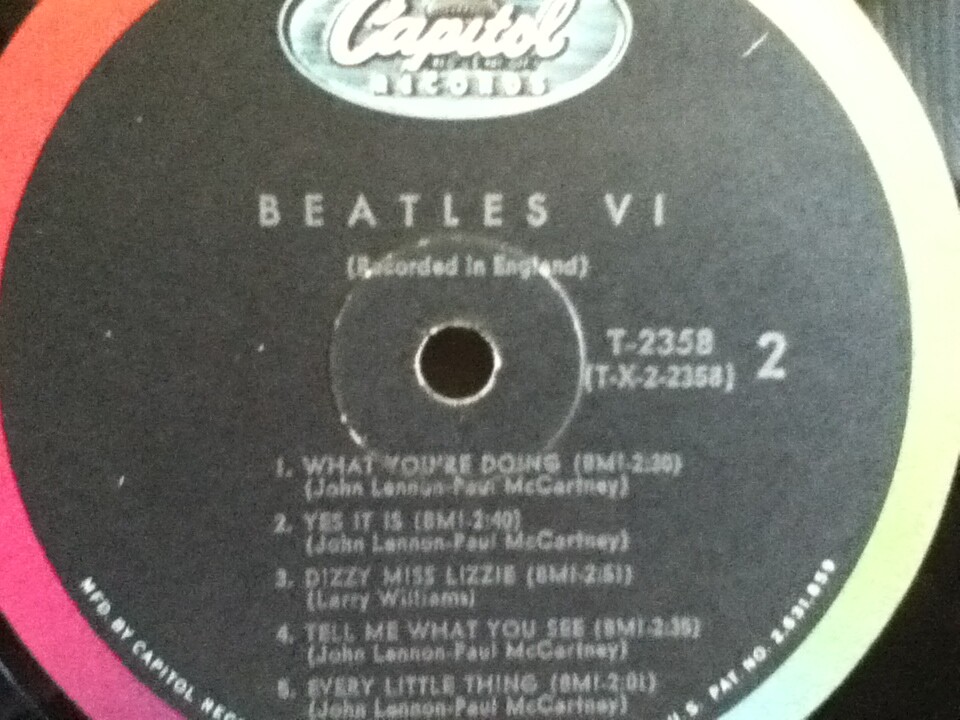 Capitol
RECORDS
BEATLES VI
(Recorded in England)
T-2358
(T-X-2-2358)
2
1. WHAT YOU'RE DOING (BMI-2:30)
(John Lennon-Paul McCartney)
2. YES IT IS (BMI-2:40)
(John Lennon-Paul McCartney)
3. DIZZY MISS LIZZIE (BMI-2:51)
(Larry Williams)
4. TELL ME WHAT YOU SEE (BMI-2:35)
(John Lennon-Paul McCartney)
5. EVERY LITTLE THING (BMI-2:01)
(John Lennon-Paul McCartney)
MFD. BY CAPITOL REC
U.S. PAT NO. 2,631,859